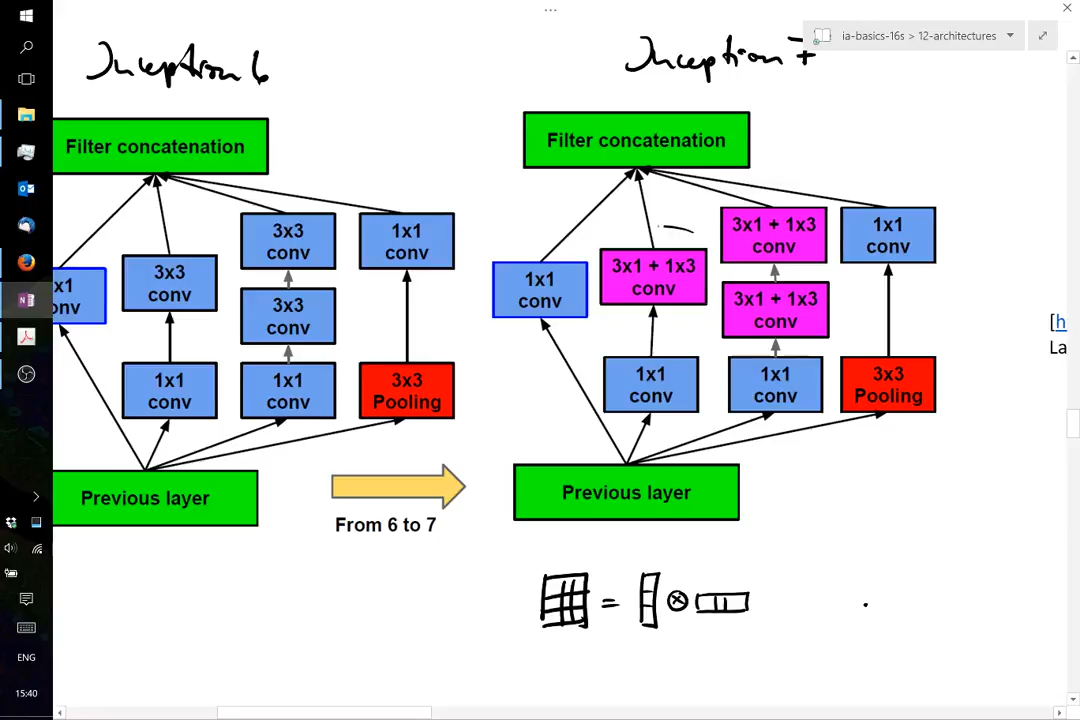 ia-basics-16s > 12-architectures
Inception 6
Inception 7
Filter concatenation
3x3
conv
1x1
conv
3x3
conv
x1
onv
3x3
conv
1x1
conv
1x1
conv
3x3
Pooling
Previous layer
From 6 to 7
Filter concatenation
3x1 + 1x3
conv
1x1
conv
3x1 + 1x3
conv
1x1
conv
3x1 + 1x3
conv
1x1
conv
1x1
conv
3x3
Pooling
Previous layer
[h
La
=
ENG
15:40